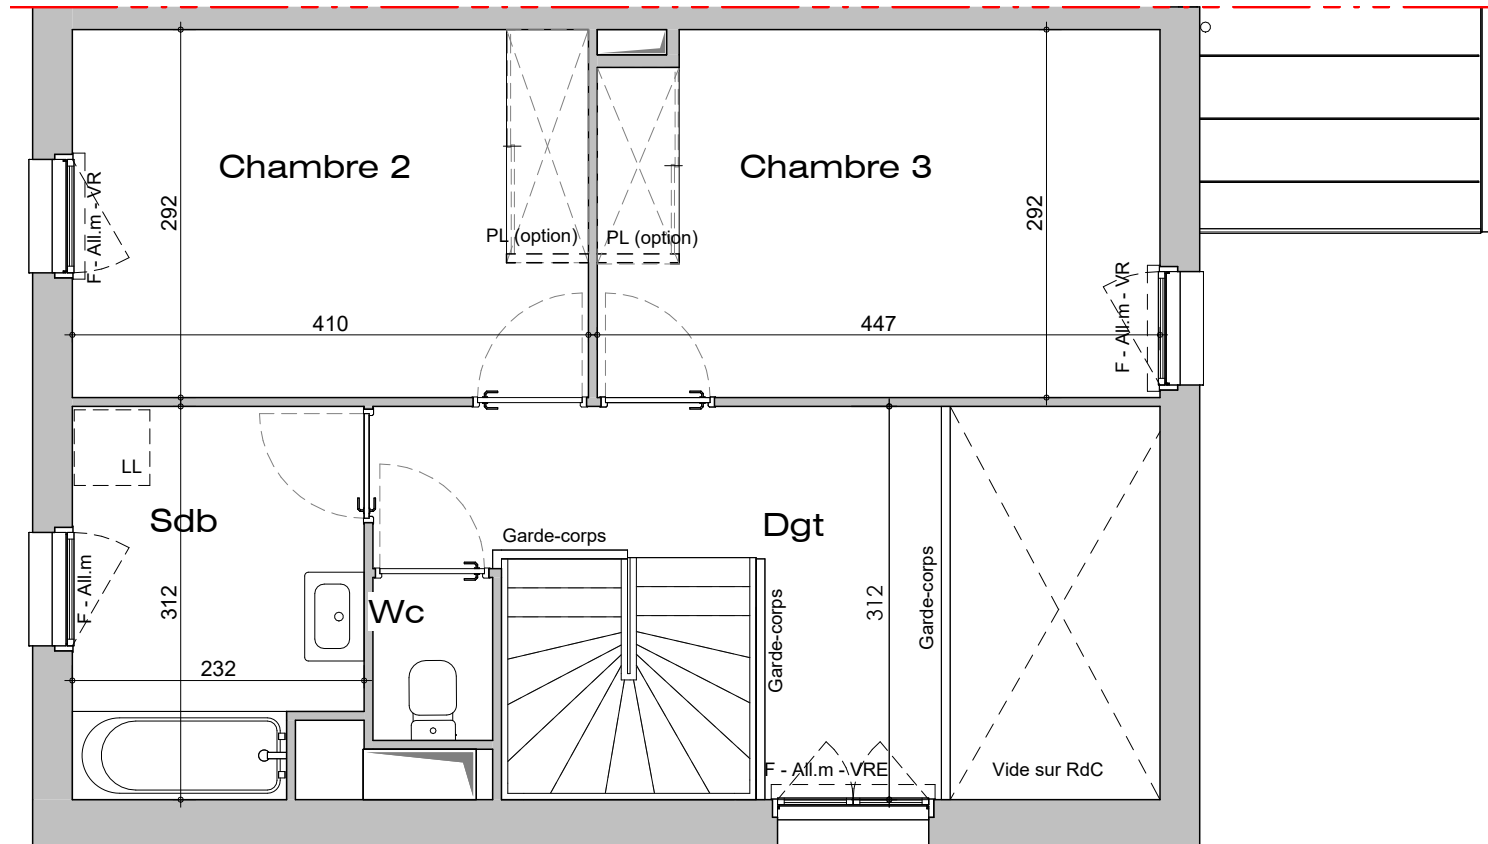 Chambre 2
Chambre 3
292
F - All.m - VR
292
PL (option)
PL (option)
F - All.m - VR
410
447
LL
Sdb
Dgt
Garde-corps
F - All.m
312
Wc
Garde-corps
312
Garde-corps
232
F - All.m - VRE
Vide sur RdC